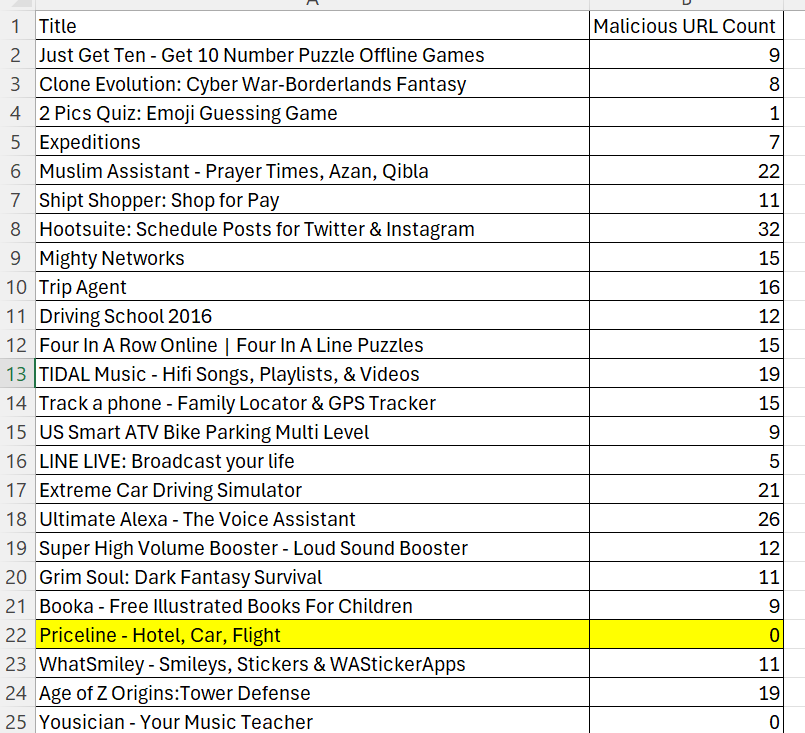 A B
1 Title Malicious URL Count
2 Just Get Ten - Get 10 Number Puzzle Offline Games 9
3 Clone Evolution: Cyber War-Borderlands Fantasy 8
4 2 Pics Quiz: Emoji Guessing Game 1
5 Expeditions 7
6 Muslim Assistant - Prayer Times, Azan, Qibla 22
7 Shipt Shopper: Shop for Pay 11
8 Hootsuite: Schedule Posts for Twitter & Instagram 32
9 Mighty Networks 15
10 Trip Agent 16
11 Driving School 2016 12
12 Four In A Row Online | Four In A Line Puzzles 15
13 TIDAL Music - Hifi Songs, Playlists, & Videos 19
14 Track a phone - Family Locator & GPS Tracker 15
15 US Smart ATV Bike Parking Multi Level 9
16 LINE LIVE: Broadcast your life 5
17 Extreme Car Driving Simulator 21
18 Ultimate Alexa - The Voice Assistant 26
19 Super High Volume Booster - Loud Sound Booster 12
20 Grim Soul: Dark Fantasy Survival 11
21 Booka - Free Illustrated Books For Children 9
22 Priceline - Hotel, Car, Flight 0
23 WhatSmiley - Smileys, Stickers & WAStickerApps 11
24 Age of Z Origins:Tower Defense 19
25 Yousician - Your Music Teacher 0